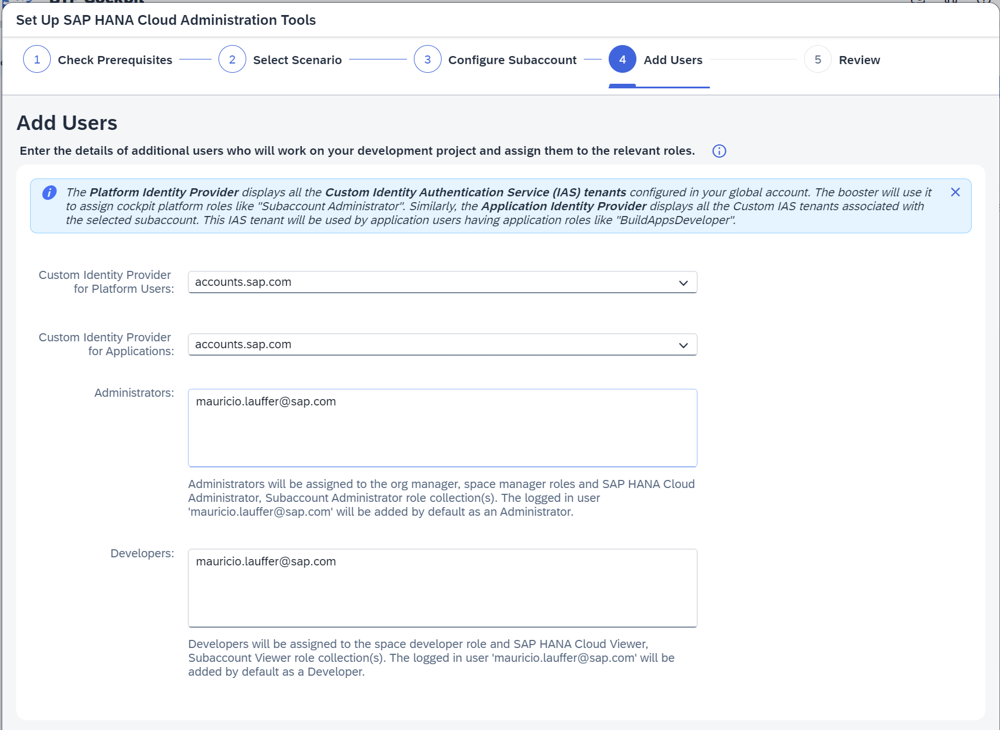 BTP Cockpit
Set Up SAP HANA Cloud Administration Tools
1 Check Prerequisites
2 Select Scenario
3 Configure Subaccount
4 Add Users
5 Review
Add Users
Enter the details of additional users who will work on your development project and assign them to the relevant roles.
The Platform Identity Provider displays all the Custom Identity Authentication Service (IAS) tenants configured in your global account. The booster will use it
to assign cockpit platform roles like "Subaccount Administrator". Similarly, the Application Identity Provider displays all the Custom IAS tenants associated with
the selected subaccount. This IAS tenant will be used by application users having application roles like "BuildAppsDeveloper".
Custom Identity Provider
for Platform Users:
accounts.sap.com
Custom Identity Provider
for Applications:
accounts.sap.com
Administrators:
mauricio.lauffer@sap.com
Administrators will be assigned to the org manager, space manager roles and SAP HANA Cloud
Administrator, Subaccount Administrator role collection(s). The logged in user
'mauricio.lauffer@sap.com' will be added by default as an Administrator.
Developers:
mauricio.lauffer@sap.com
Developers will be assigned to the space developer role and SAP HANA Cloud Viewer,
Subaccount Viewer role collection(s). The logged in user 'mauricio.lauffer@sap.com' will be
added by default as a Developer.